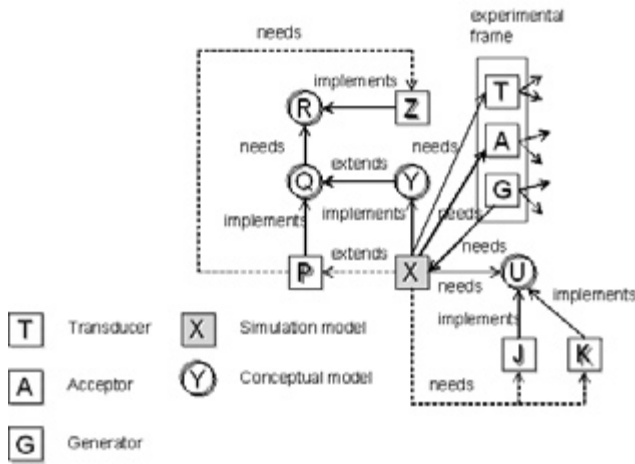 experimental
frame
needs
implements
T
R
Z
needs
needs
A
extends
Q
Y
G
implements
implements
needs
needs
P
extends
X
needs
U
implements
implements
T
Transducer
X
Simulation model
J
K
A
Acceptor
Y
Conceptual model
needs
G
Generator